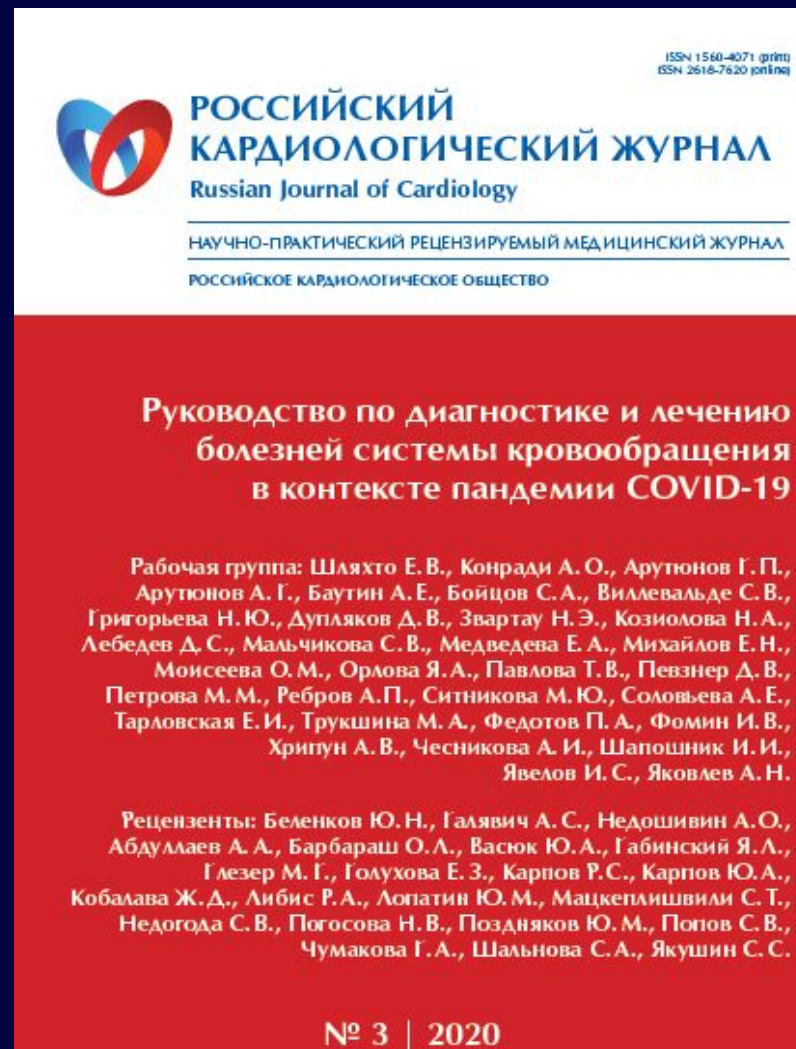 ISSN 1560-4071 (print)
ISSN 2618-7620 (online)
РОССИЙСКИЙ
КАРДИОЛОГИЧЕСКИЙ ЖУРНАЛ
Russian Journal of Cardiology
НАУЧНО-ПРАКТИЧЕСКИЙ РЕЦЕНЗИРУЕМЫЙ МЕДИЦИНСКИЙ ЖУРНАЛ
РОССИЙСКОЕ КАРДИОЛОГИЧЕСКОЕ ОБЩЕСТВО
Руководство по диагностике и лечению
болезней системы кровообращения
в контексте пандемии COVID-19
Рабочая группа: Шляхто Е. В., Конради А. О., Арутюнов Г. П.,
Арутюнов А. Г., Баутин А. Е., Бойцов С. А., Виллевальде С. В.,
Григорьева Н. Ю., Дупляков Д. В., Звартау Н. Э., Козиолова Н. А.,
Лебедев Д. С., Мальчикова С. В., Медведева Е. А., Михайлов Е. Н.,
Моисеева О. М., Орлова Я. А., Павлова Т. В., Певзнер Д. В.,
Петрова М. М., Ребров А. П., Ситникова М. Ю., Соловьева А. Е.,
Тарловская Е. И., Трукшина М. А., Федотов П. А., Фомин И. В.,
Хрипун А. В., Чесникова А. И., Шапошник И. И.,
Явелов И. С., Яковлев А. Н.
Рецензенты: Беленков Ю. Н., Галявич А. С., Недошивин А. О.,
Абдуллаев А. А., Барбараш О. Л., Васюк Ю. А., Габинский Я. Л.,
Глезер М. Г., Голухова Е. З., Карпов Р. С., Карпов Ю. А.,
Кобалава Ж. Д., Либис Р. А., Лопатин Ю. М., Мацкеплишвили С. Т.,
Недогода С. В., Погосова Н. В., Поздняков Ю. М., Попов С. В.,
Чумакова Г. А., Шальнова С. А., Якушин С. С.
№ 3 | 2020